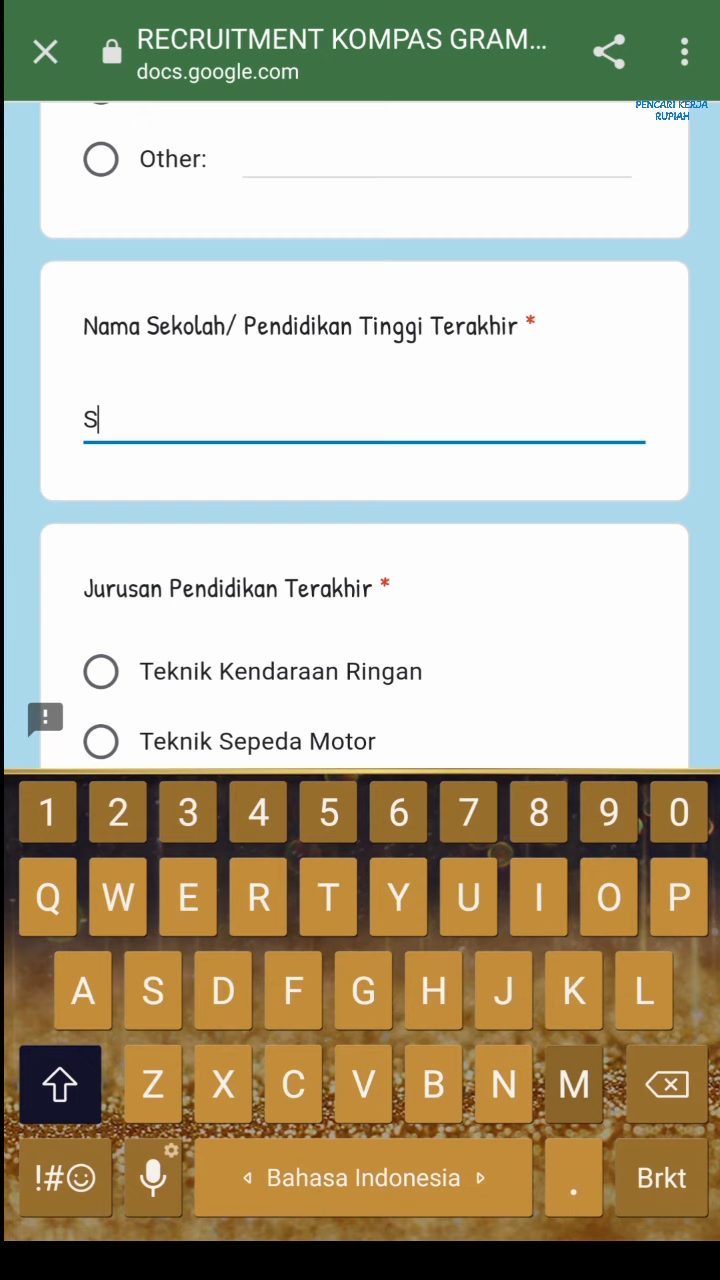 RECRUITMENT KOMPAS GRAM...
docs.google.com
PENCARI KERJA
RUPIAH
Other:
Nama Sekolah/ Pendidikan Tinggi Terakhir *
S
Jurusan Pendidikan Terakhir *
Teknik Kendaraan Ringan
!
Teknik Sepeda Motor
1 2 3 4 5 6 7 8 9 0
Q W E R T Y U I O P
A S D F G H J K L
Z X C V B N M
!#☺ Bahasa Indonesia . Brkt